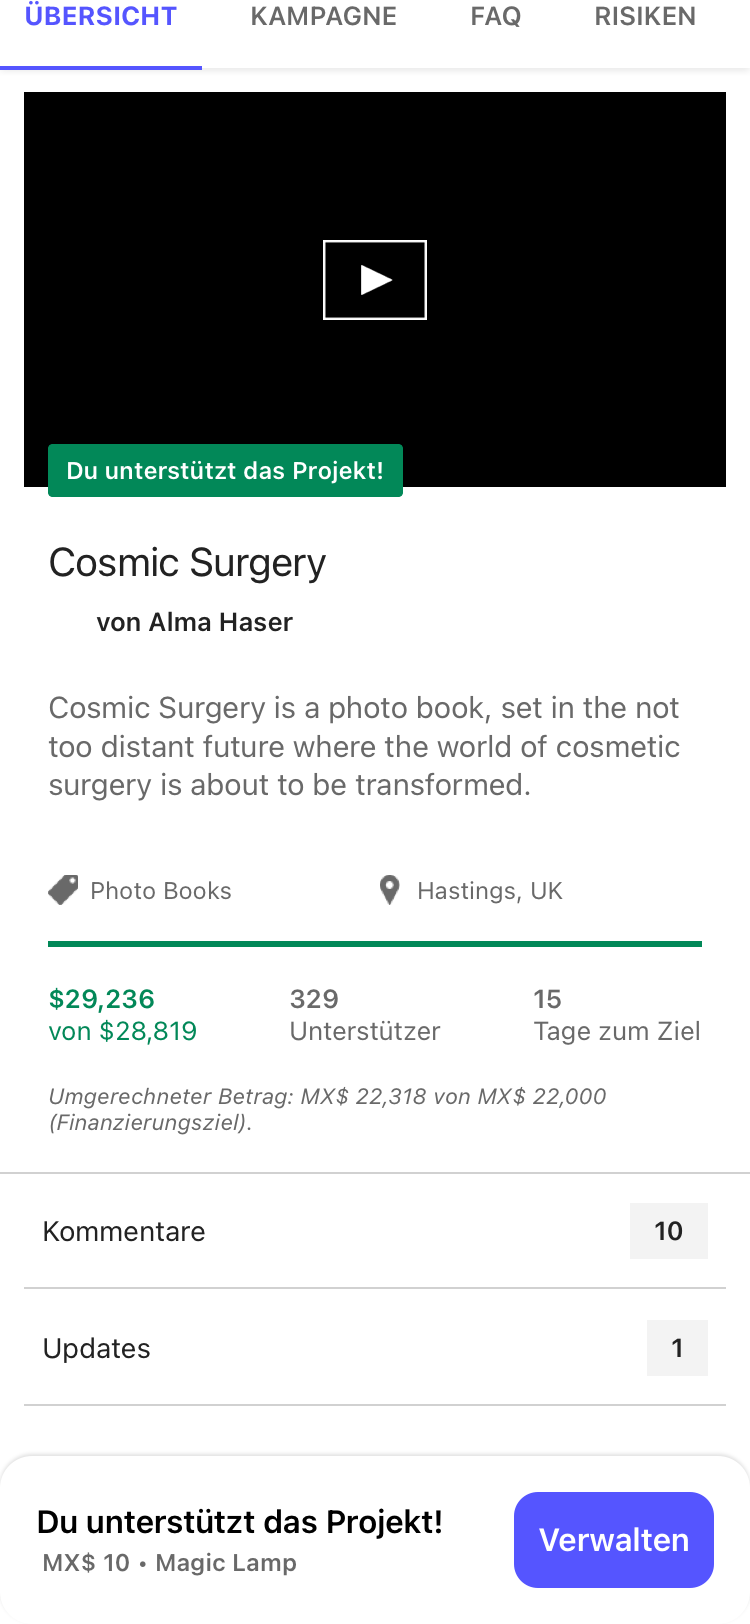 ÜBERSICHT KAMPAGNE FAQ RISIKEN
Du unterstützt das Projekt!
Cosmic Surgery
von Alma Haser
Cosmic Surgery is a photo book, set in the not
too distant future where the world of cosmetic
surgery is about to be transformed.
Photo Books Hastings, UK
$29,236 329 15
von $28,819 Unterstützer Tage zum Ziel
Umgerechneter Betrag: MX$ 22,318 von MX$ 22,000
(Finanzierungsziel).
Kommentare 10
Updates 1
Du unterstützt das Projekt!
MX$ 10 • Magic Lamp
Verwalten